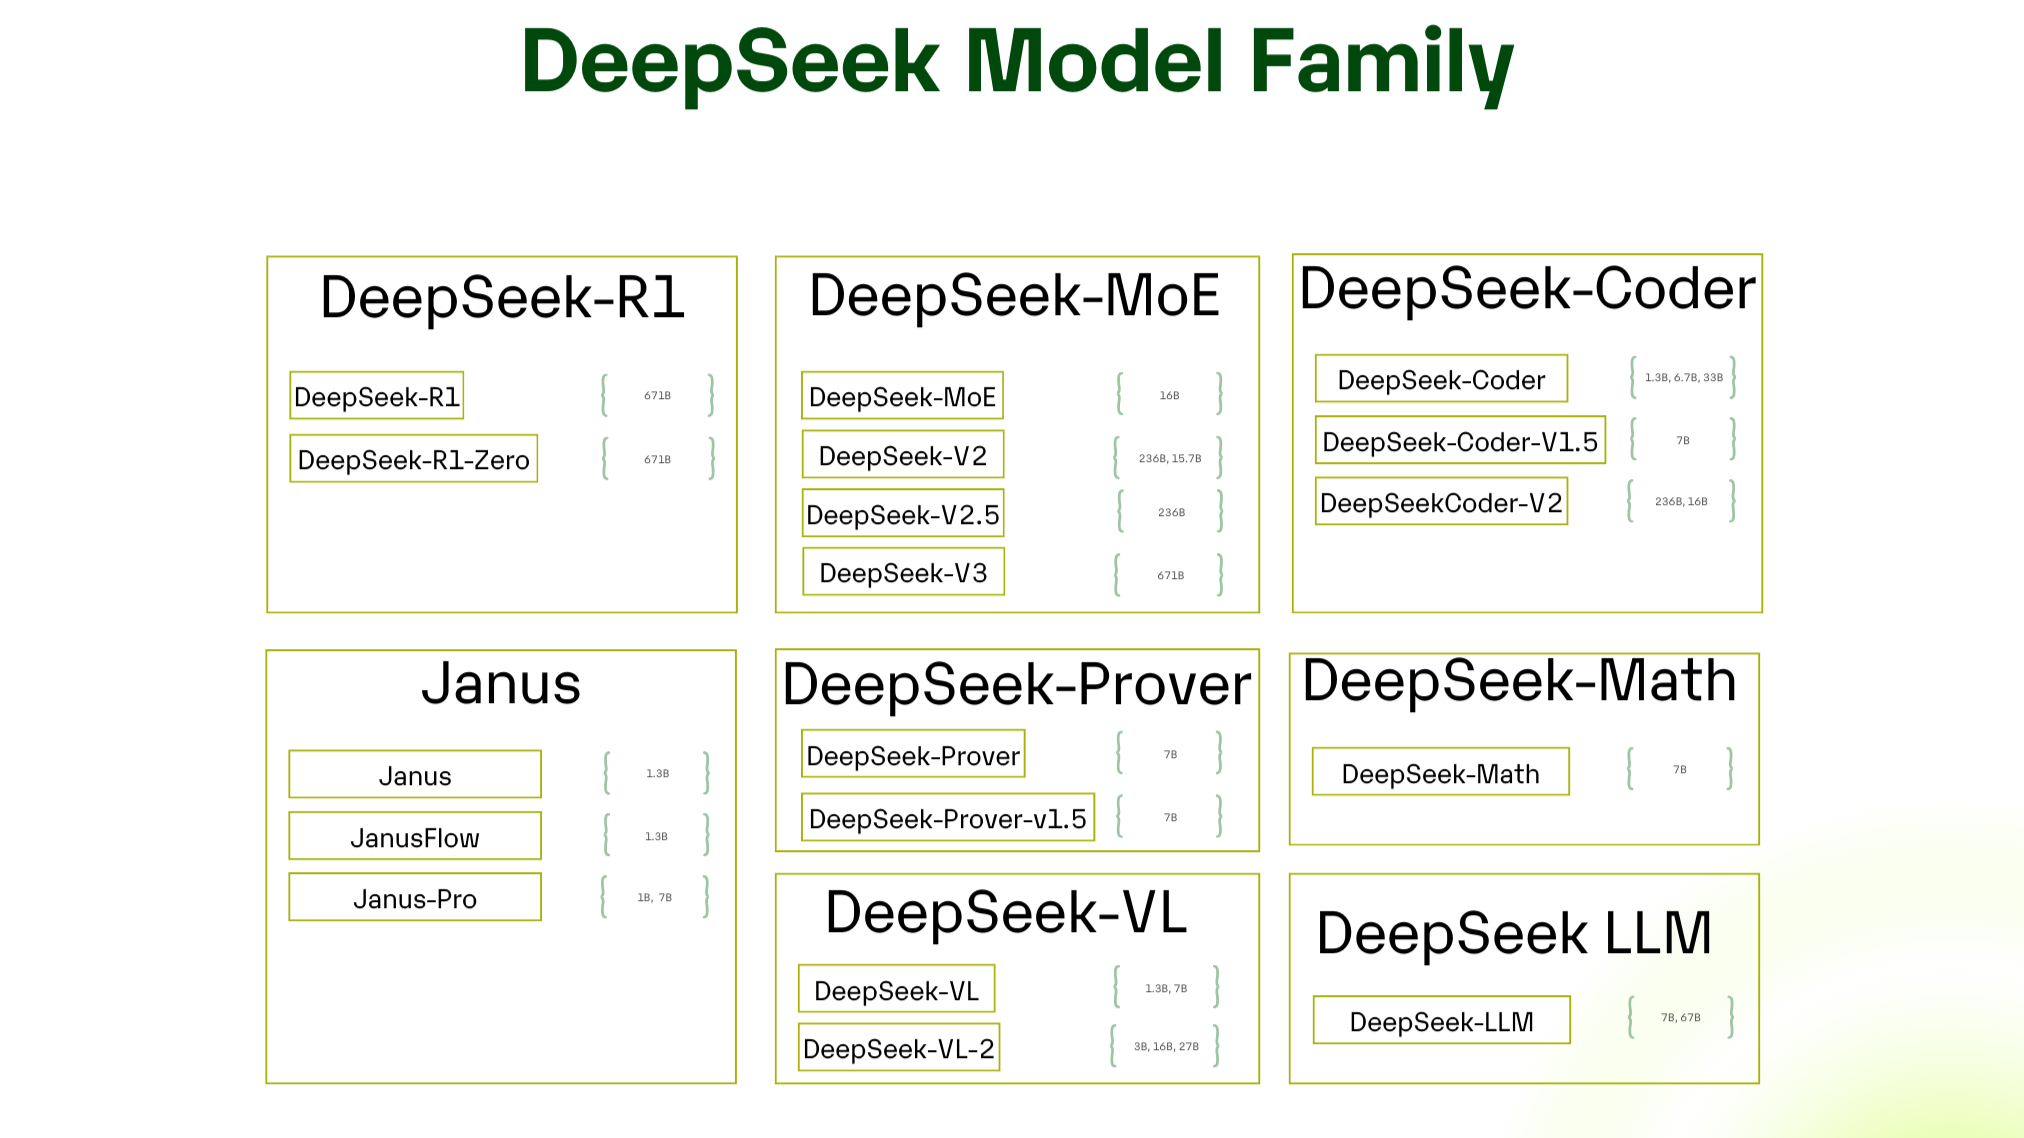 DeepSeek Model Family
DeepSeek-R1
DeepSeek-R1 { 671B }
DeepSeek-R1-Zero { 671B }
DeepSeek-MoE
DeepSeek-MoE { 16B }
DeepSeek-V2 { 236B, 15.7B }
DeepSeek-V2.5 { 236B }
DeepSeek-V3 { 671B }
DeepSeek-Coder
DeepSeek-Coder { 1.3B, 6.7B, 33B }
DeepSeek-Coder-V1.5 { 7B }
DeepSeekCoder-V2 { 236B, 16B }
Janus
Janus { 1.3B }
JanusFlow { 1.3B }
Janus-Pro { 1B, 7B }
DeepSeek-Prover
DeepSeek-Prover { 7B }
DeepSeek-Prover-v1.5 { 7B }
DeepSeek-Math
DeepSeek-Math { 7B }
DeepSeek-VL
DeepSeek-VL { 1.3B, 7B }
DeepSeek-VL-2 { 3B, 16B, 27B }
DeepSeek LLM
DeepSeek-LLM { 7B, 67B }